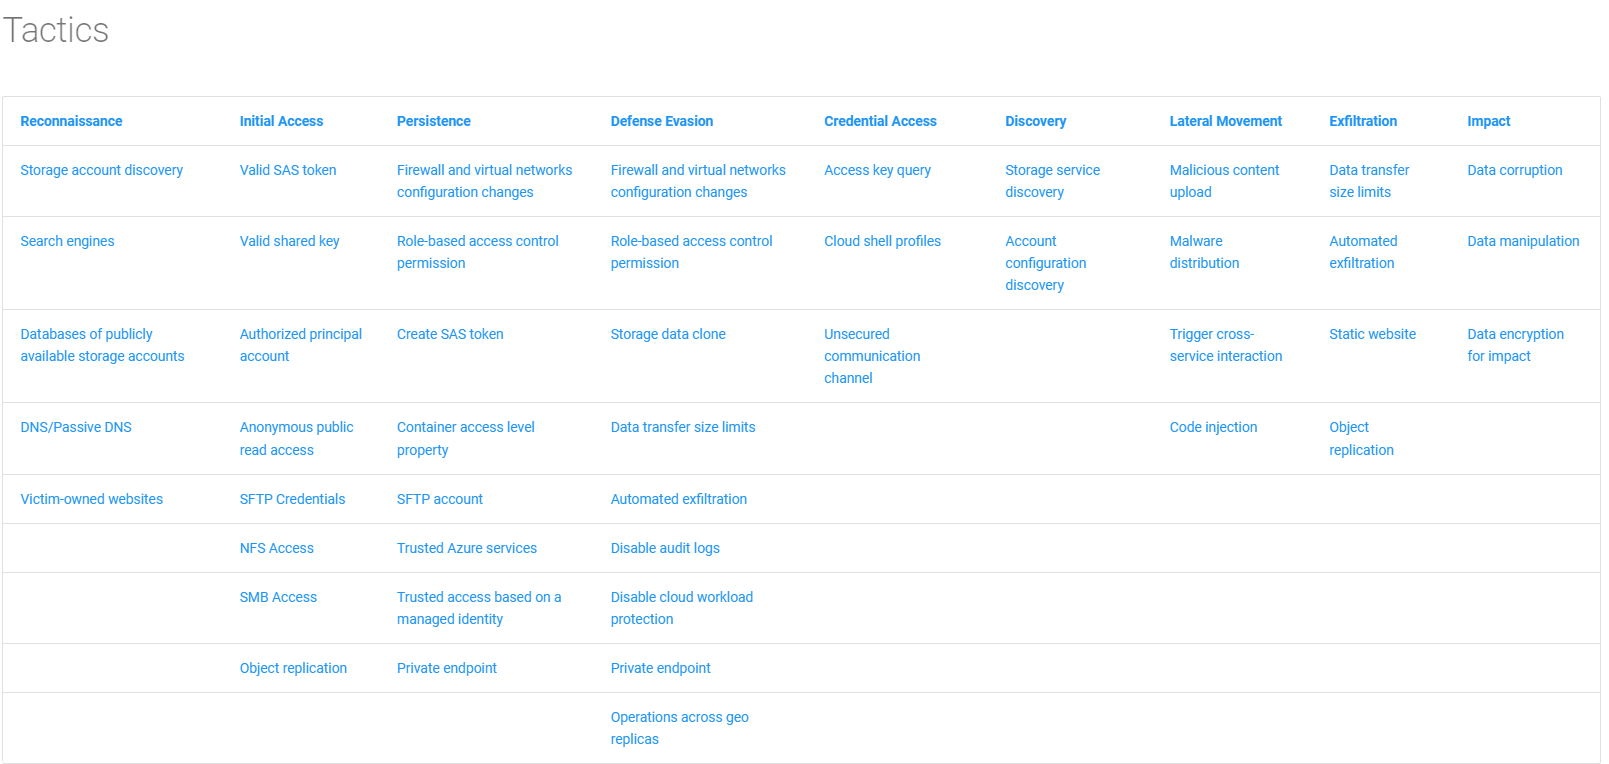 Tactics
Reconnaissance Initial Access Persistence Defense Evasion Credential Access Discovery Lateral Movement Exfiltration Impact
Storage account discovery Valid SAS token Firewall and virtual networks Firewall and virtual networks Access key query Storage service Malicious content Data transfer Data corruption
configuration changes configuration changes discovery upload size limits
Search engines Valid shared key Role-based access control Role-based access control Cloud shell profiles Account Malware Automated Data manipulation
permission permission configuration distribution exfiltration
discovery
Databases of publicly Authorized principal Create SAS token Storage data clone Unsecured Trigger cross- Static website Data encryption
available storage accounts account communication service interaction for impact
channel
DNS/Passive DNS Anonymous public Container access level Data transfer size limits Code injection Object
read access property replication
Victim-owned websites SFTP Credentials SFTP account Automated exfiltration
NFS Access Trusted Azure services Disable audit logs
SMB Access Trusted access based on a Disable cloud workload
managed identity protection
Object replication Private endpoint Private endpoint
Operations across geo
replicas